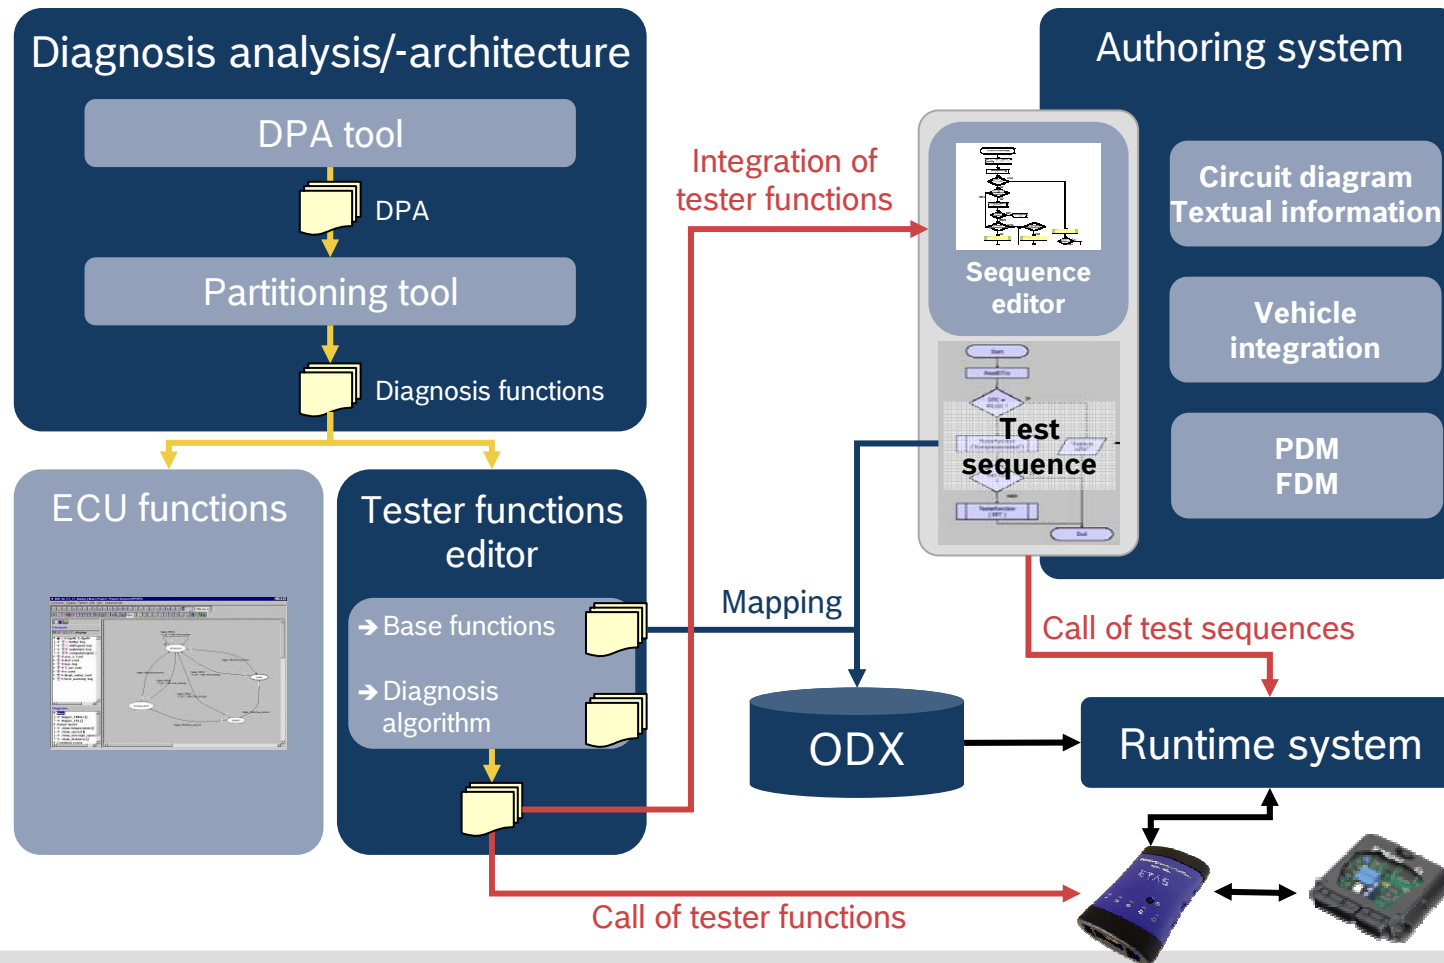 Diagnosis analysis/-architecture
DPA tool
DPA
Partitioning tool
Diagnosis functions
ECU functions
Tester functions
editor
➔ Base functions
➔ Diagnosis
algorithm
Integration of
tester functions
Authoring system
Sequence
editor
Circuit diagram
Textual information
Vehicle
integration
PDM
FDM
Start
Test
sequence
End
Mapping
Call of test sequences
ODX
Runtime system
Call of tester functions
ETAS